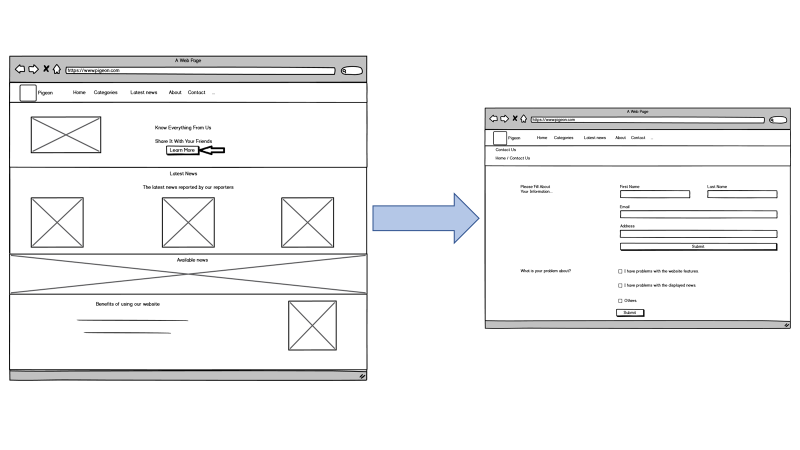 A Web Page
https://www.pigeon.com
Pigeon Home Categories Latest news About Contact ...
Know Everything From Us
Share It With Your Friends
Learn More
Latest News
The latest news reported by our reporters
Available news
Benefits of using our website
A Web Page
https://www.pigeon.com
Pigeon Home Categories Latest news About Contact ...
Contact Us
Home / Contact Us
Please Fill About
Your Information...
First Name Last Name
Email
Address
Submit
What is your problem about?
I have problems with the website features
I have problems with the displayed news
Others
Submit